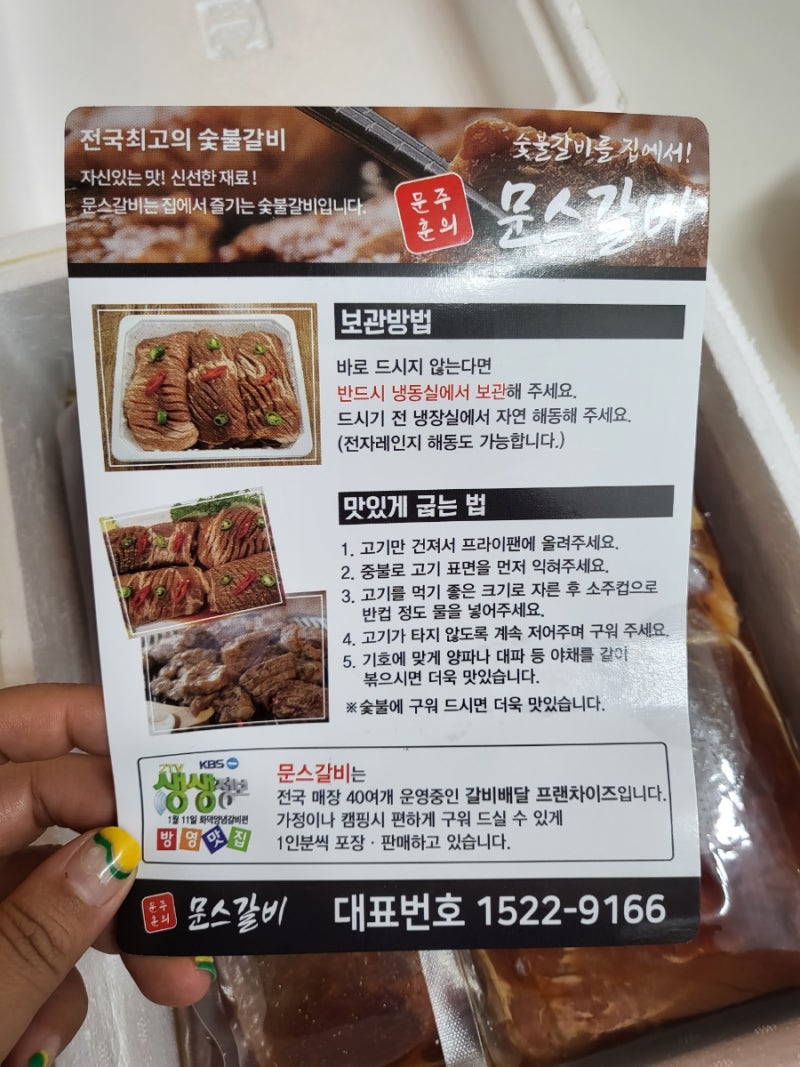 전국최고의 숯불갈비
자신있는 맛! 신선한 재료!
문스갈비는 집에서 즐기는 숯불갈비입니다.
숯불갈비를 집에서!
문주
훈의
문스갈비
보관방법
바로 드시지 않는다면
반드시 냉동실에서 보관해 주세요.
드시기 전 냉장실에서 자연 해동해 주세요.
(전자레인지 해동도 가능합니다.)
맛있게 굽는 법
1. 고기만 건져서 프라이팬에 올려주세요.
2. 중불로 고기 표면을 먼저 익혀주세요.
3. 고기를 먹기 좋은 크기로 자른 후 소주컵으로
반컵 정도 물을 넣어주세요.
4. 고기가 타지 않도록 계속 저어주며 구워 주세요.
5. 기호에 맞게 양파나 대파 등 야채를 같이
볶으시면 더욱 맛있습니다.
※숯불에 구워 드시면 더욱 맛있습니다.
2TV KBS
생생정보
1월 11일 화덕양념갈비편
방영맛집
문스갈비는
전국 매장 40여개 운영중인 갈비배달 프랜차이즈입니다.
가정이나 캠핑시 편하게 구워 드실 수 있게
1인분씩 포장 · 판매하고 있습니다.
문주
훈의
문스갈비
대표번호 1522-9166